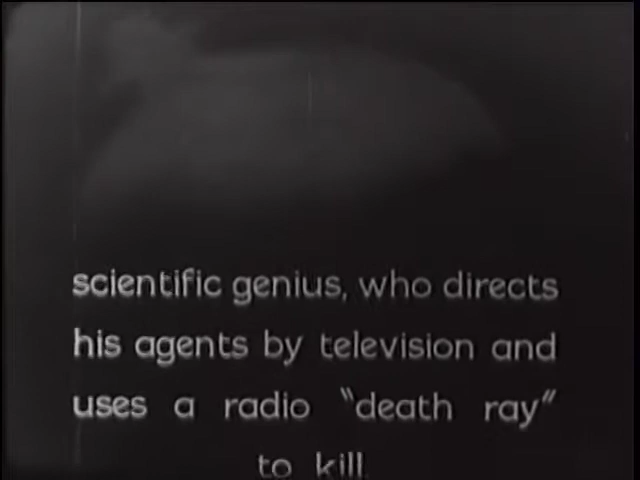 scientific genius, who directs
his agents by television and
uses a radio "death ray"
to kill.